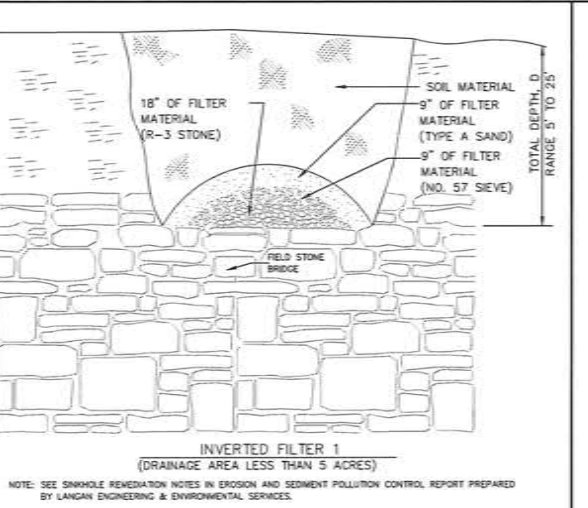 18" OF FILTER
MATERIAL
(R-3 STONE)
SOIL MATERIAL
9" OF FILTER
MATERIAL
(TYPE A SAND)
9" OF FILTER
MATERIAL
(NO. 57 SIEVE)
TOTAL DEPTH, D
RANGE 5' TO 25'
FIELD STONE
BRIDGE
INVERTED FILTER 1
(DRAINAGE AREA LESS THAN 5 ACRES)
NOTE: SEE SINKHOLE REMEDIATION NOTES IN EROSION AND SEDIMENT POLLUTION CONTROL REPORT PREPARED
BY LANGAN ENGINEERING & ENVIRONMENTAL SERVICES.